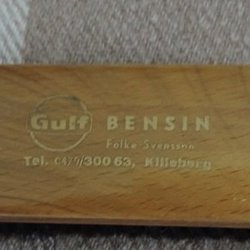 Gulf BENSIN
Folke Svensson
Tel. 0479/300 63, Killeberg